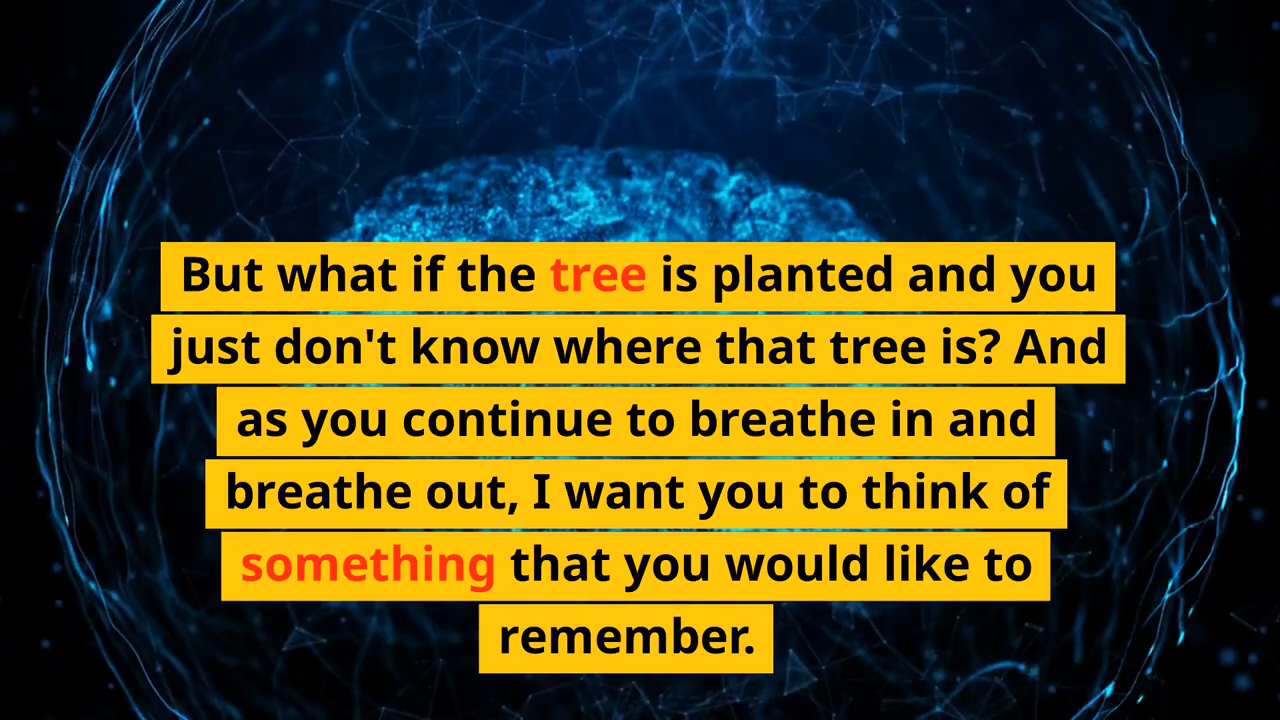 But what if the tree is planted and you
just don't know where that tree is? And
as you continue to breathe in and
breathe out, I want you to think of
something that you would like to
remember.